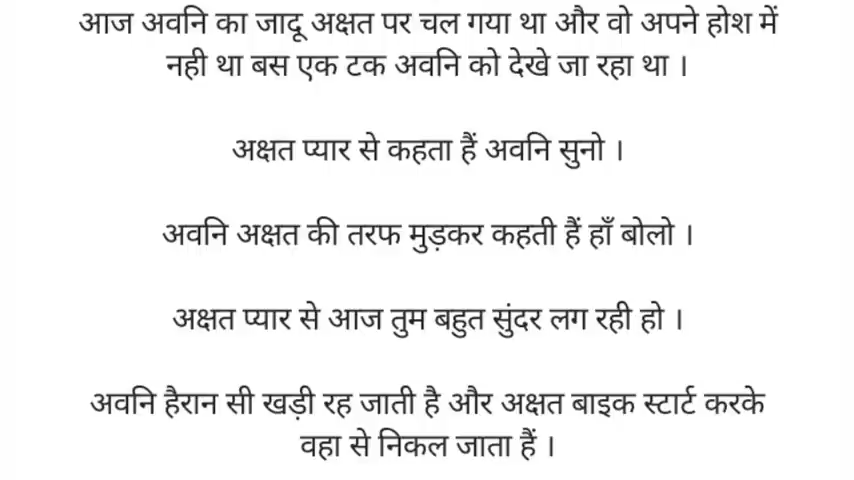 आज अवनि का जादू अक्षत पर चल गया था और वो अपने होश में
नही था बस एक टक अवनि को देखे जा रहा था ।
अक्षत प्यार से कहता हैं अवनि सुनो ।
अवनि अक्षत की तरफ मुड़कर कहती हैं हाँ बोलो ।
अक्षत प्यार से आज तुम बहुत सुंदर लग रही हो ।
अवनि हैरान सी खड़ी रह जाती है और अक्षत बाइक स्टार्ट करके
वहा से निकल जाता हैं ।